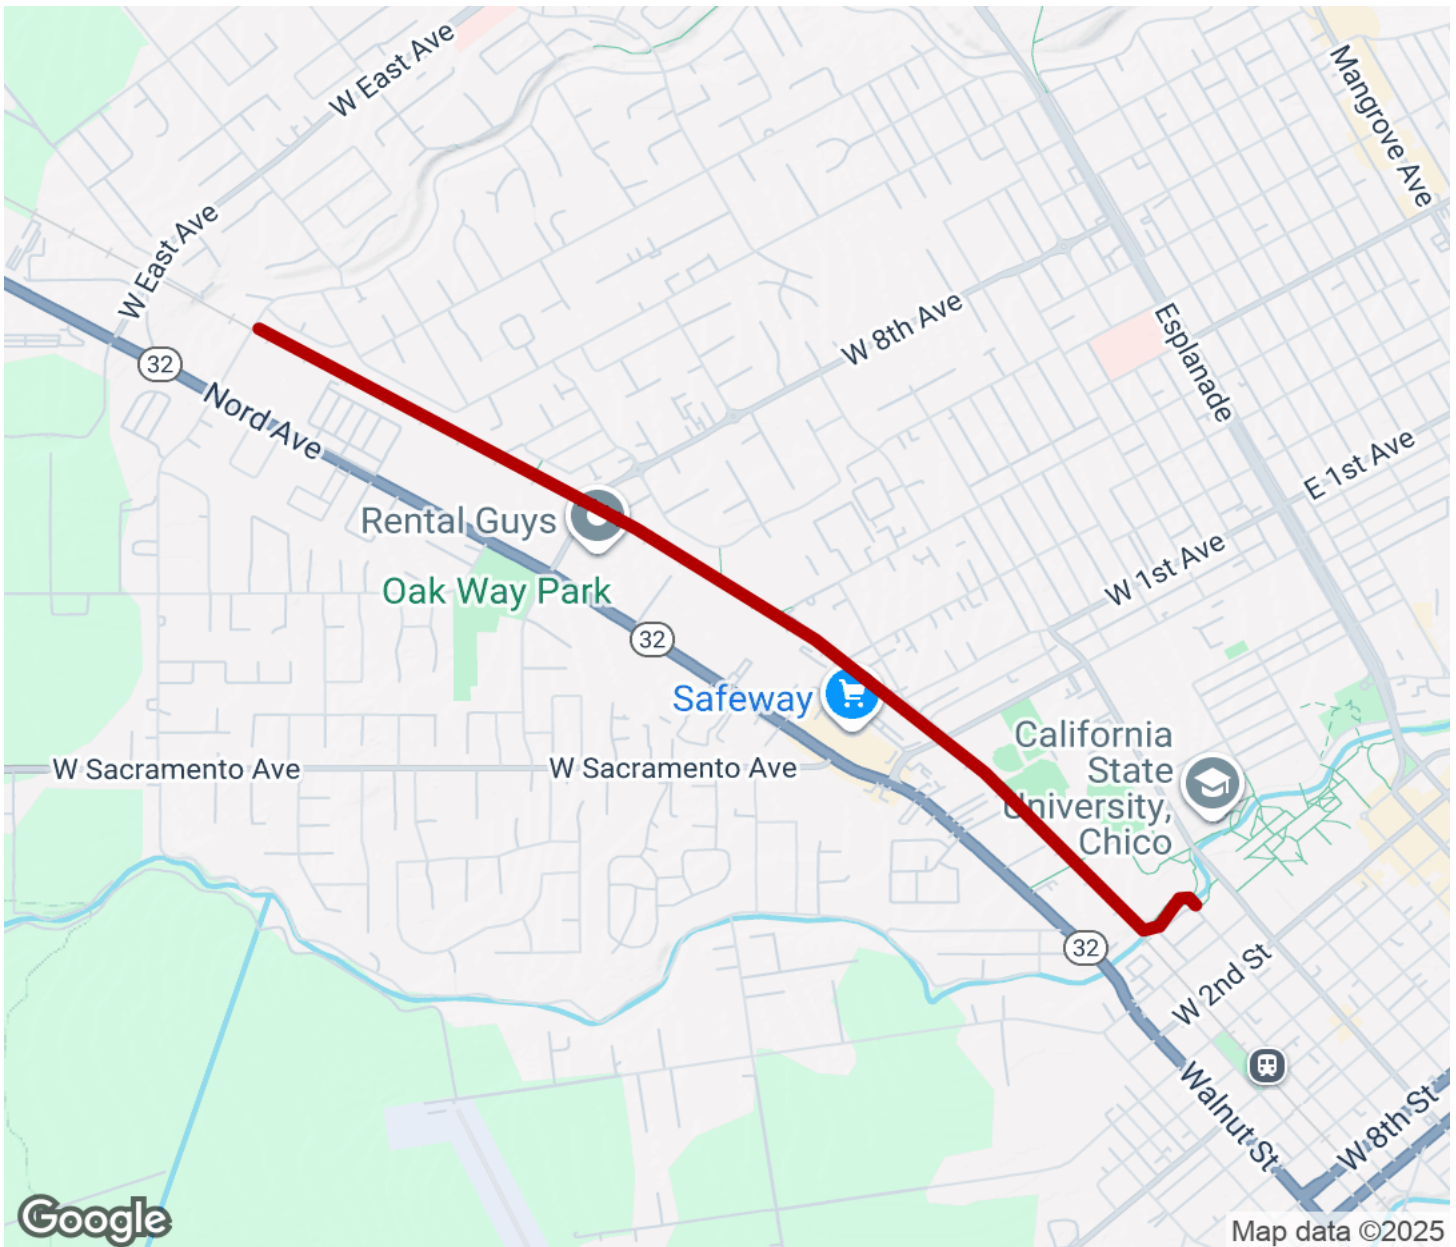 W East Ave
Mangrove Ave
W East Ave
W 8th Ave
Esplanade
32
Nord Ave
E 1st Ave
Rental Guys
W 1st Ave
Oak Way Park
32
Safeway
California
State
University,
Chico
W Sacramento Ave
W Sacramento Ave
32
W 2nd St
Walnut St
W 8th St
Google
Map data ©2025